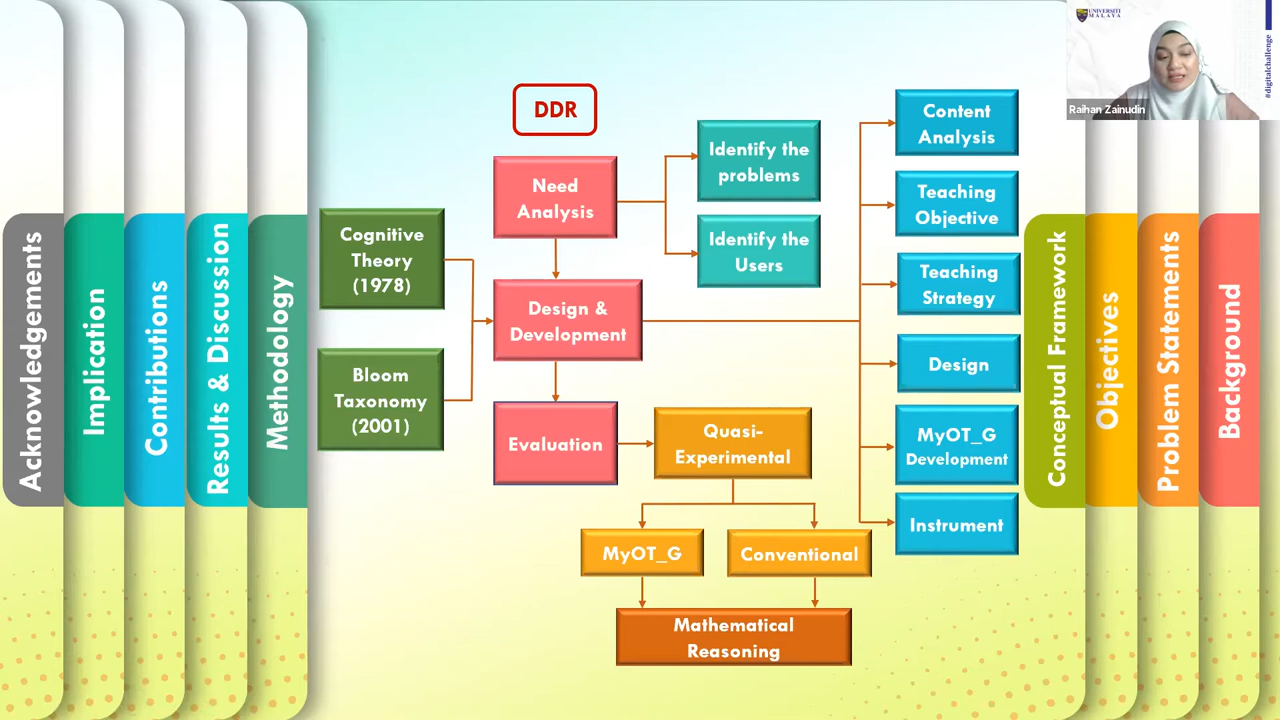 UNIVERSITI
MALAYA
#digitalchallenge
Raihan Zainudin
Acknowledgements
Implication
Contributions
Results & Discussion
Methodology
Cognitive
Theory
(1978)
Bloom
Taxonomy
(2001)
DDR
Need
Analysis
Design &
Development
Evaluation
Identify the
problems
Identify the
Users
Quasi-
Experimental
MyOT_G
Conventional
Mathematical
Reasoning
Content
Analysis
Teaching
Objective
Teaching
Strategy
Design
MyOT_G
Development
Instrument
Conceptual Framework
Objectives
Problem Statements
Background